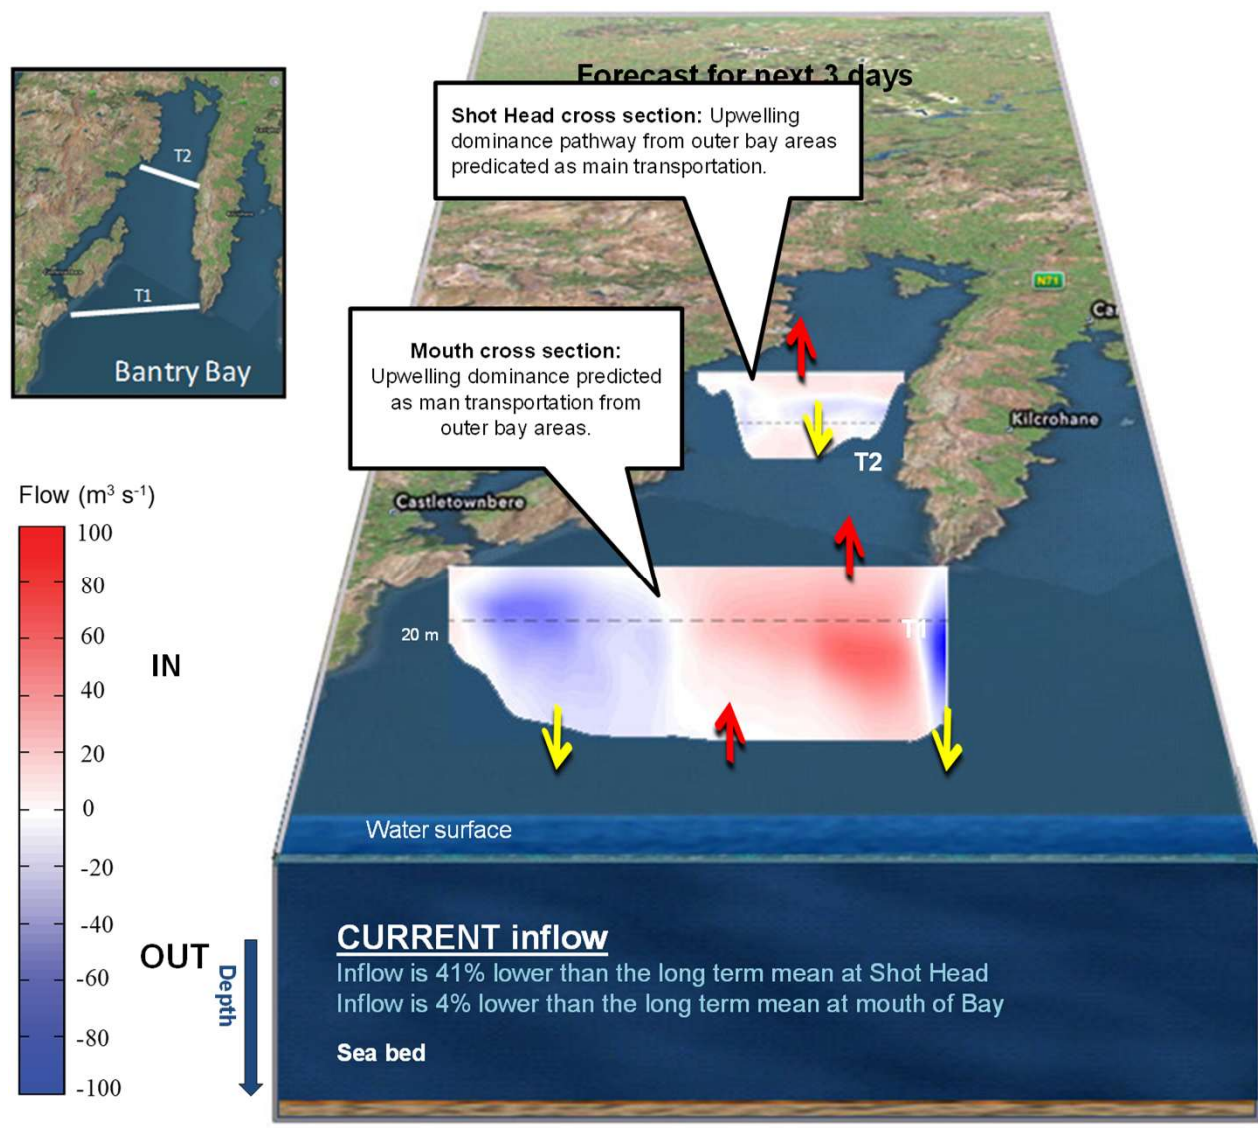 Forecast for next 3 days
Shot Head cross section: Upwelling
dominance pathway from outer bay areas
predicated as main transportation.
T2
T1
Bantry Bay
N71
Mouth cross section:
Upwelling dominance predicted
as man transportation from
outer bay areas.
Kilcrohane
T2
Castletownbere
Flow (m³ s⁻¹)
100
80
60
40
20
0
-20
-40
-60
-80
-100
IN
OUT
Depth
20 m
T1
Water surface
CURRENT inflow
Inflow is 41% lower than the long term mean at Shot Head
Inflow is 4% lower than the long term mean at mouth of Bay
Sea bed